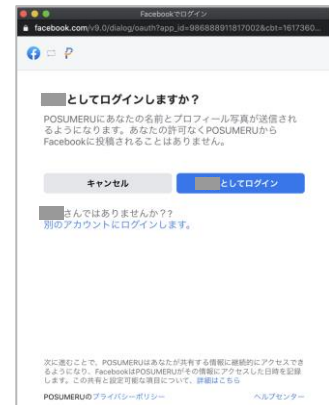 Facebookでログイン
facebook.com/v9.0/dialog/oauth?app_id=986888911817002&cbt=1617360...
としてログインしますか？
POSUMERUにあなたの名前とプロフィール写真が送信され
るようになります。あなたの許可なくPOSUMERUから
Facebookに投稿されることはありません。
キャンセル
としてログイン
さんではありませんか？?
別のアカウントにログインします。
次に進むことで、POSUMERUはあなたが共有する情報に継続的にアクセスでき
るようになり、FacebookはPOSUMERUがその情報にアクセスした日時を記録
します。この共有と設定可能な項目について、詳細はこちら
POSUMERUのプライバシーポリシー
ヘルプセンター